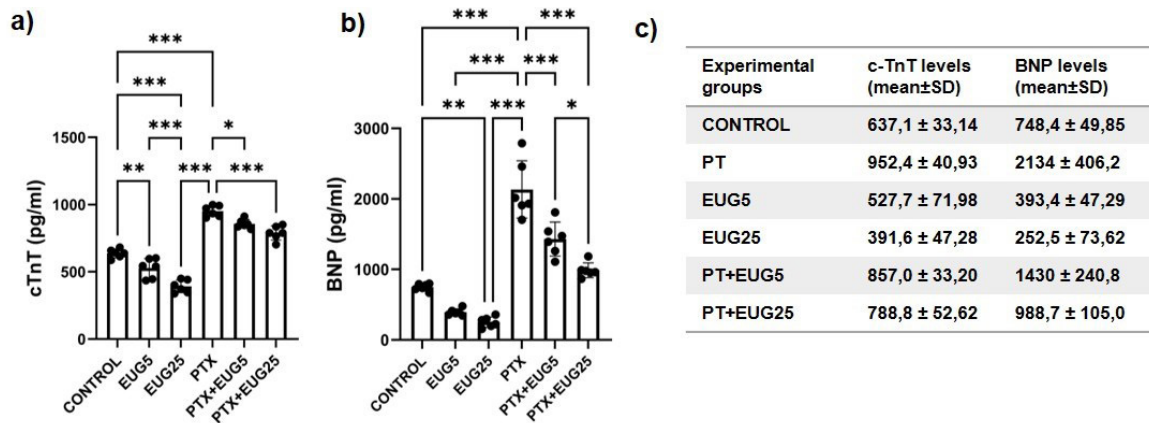 a)
***
***
***
*
**
***
***
cTnT (pg/ml)
1500
1000
500
0
CONTROL
EUG5
EUG25
PTX
PTX+EUG5
PTX+EUG25
b)
***
***
***
***
**
***
*
BNP (pg/ml)
3000
2000
1000
0
CONTROL
EUG5
EUG25
PTX
PTX+EUG5
PTX+EUG25
c)
Experimental c-TnT levels BNP levels
groups (mean±SD) (mean±SD)
CONTROL 637,1 ± 33,14 748,4 ± 49,85
PT 952,4 ± 40,93 2134 ± 406,2
EUG5 527,7 ± 71,98 393,4 ± 47,29
EUG25 391,6 ± 47,28 252,5 ± 73,62
PT+EUG5 857,0 ± 33,20 1430 ± 240,8
PT+EUG25 788,8 ± 52,62 988,7 ± 105,0